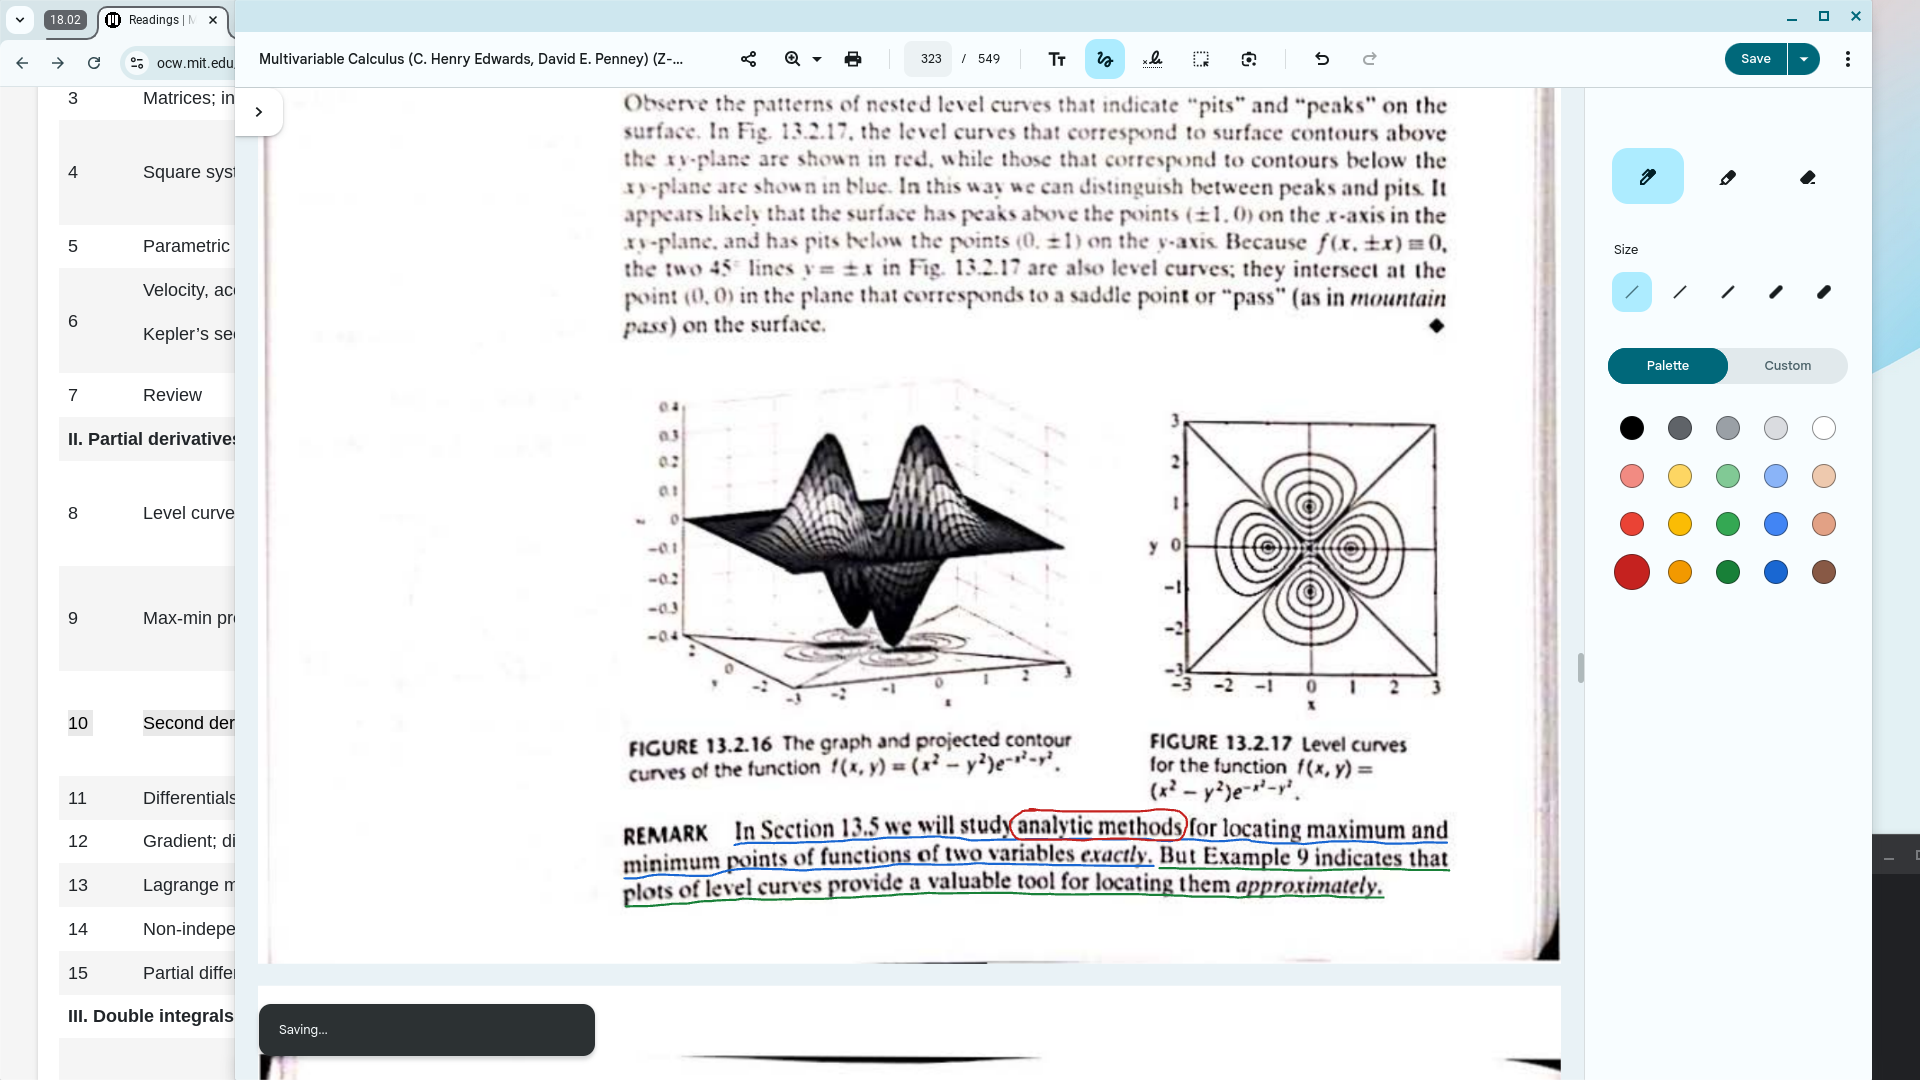 18.02
Readings | M
ocw.mit.edu/
3 Matrices; in
4 Square syst
5 Parametric
Velocity, acc
6
Kepler's sec
7 Review
II. Partial derivatives
8 Level curve
9 Max-min pr
10 Second der
11 Differentials
12 Gradient; di
13 Lagrange m
14 Non-indepe
15 Partial differ
III. Double integrals
Multivariable Calculus (C. Henry Edwards, David E. Penney) (Z-...
323 / 549
Save
Observe the patterns of nested level curves that indicate "pits" and "peaks" on the
surface. In Fig. 13.2.17, the level curves that correspond to surface contours above
the xy-plane are shown in red, while those that correspond to contours below the
xy-plane are shown in blue. In this way we can distinguish between peaks and pits. It
appears likely that the surface has peaks above the points (±1, 0) on the x-axis in the
xy-plane, and has pits below the points (0, ±1) on the y-axis. Because f(x, ±x) ≡ 0,
the two 45° lines y = ±x in Fig. 13.2.17 are also level curves; they intersect at the
point (0, 0) in the plane that corresponds to a saddle point or "pass" (as in mountain
pass) on the surface.
0.4
0.3
0.2
0.1
z 0
−0.1
−0.2
−0.3
−0.4
2 0 −2
y
−3 −2 −1 0 1 2 3
x
3
2
1
y 0
−1
−2
−3
−3 −2 −1 0 1 2 3
x
FIGURE 13.2.16 The graph and projected contour
curves of the function f(x, y) = (x² − y²)e^{−x²−y²}.
FIGURE 13.2.17 Level curves
for the function f(x, y) =
(x² − y²)e^{−x²−y²}.
REMARK In Section 13.5 we will study analytic methods for locating maximum and
minimum points of functions of two variables exactly. But Example 9 indicates that
plots of level curves provide a valuable tool for locating them approximately.
Saving...
Size
Palette
Custom